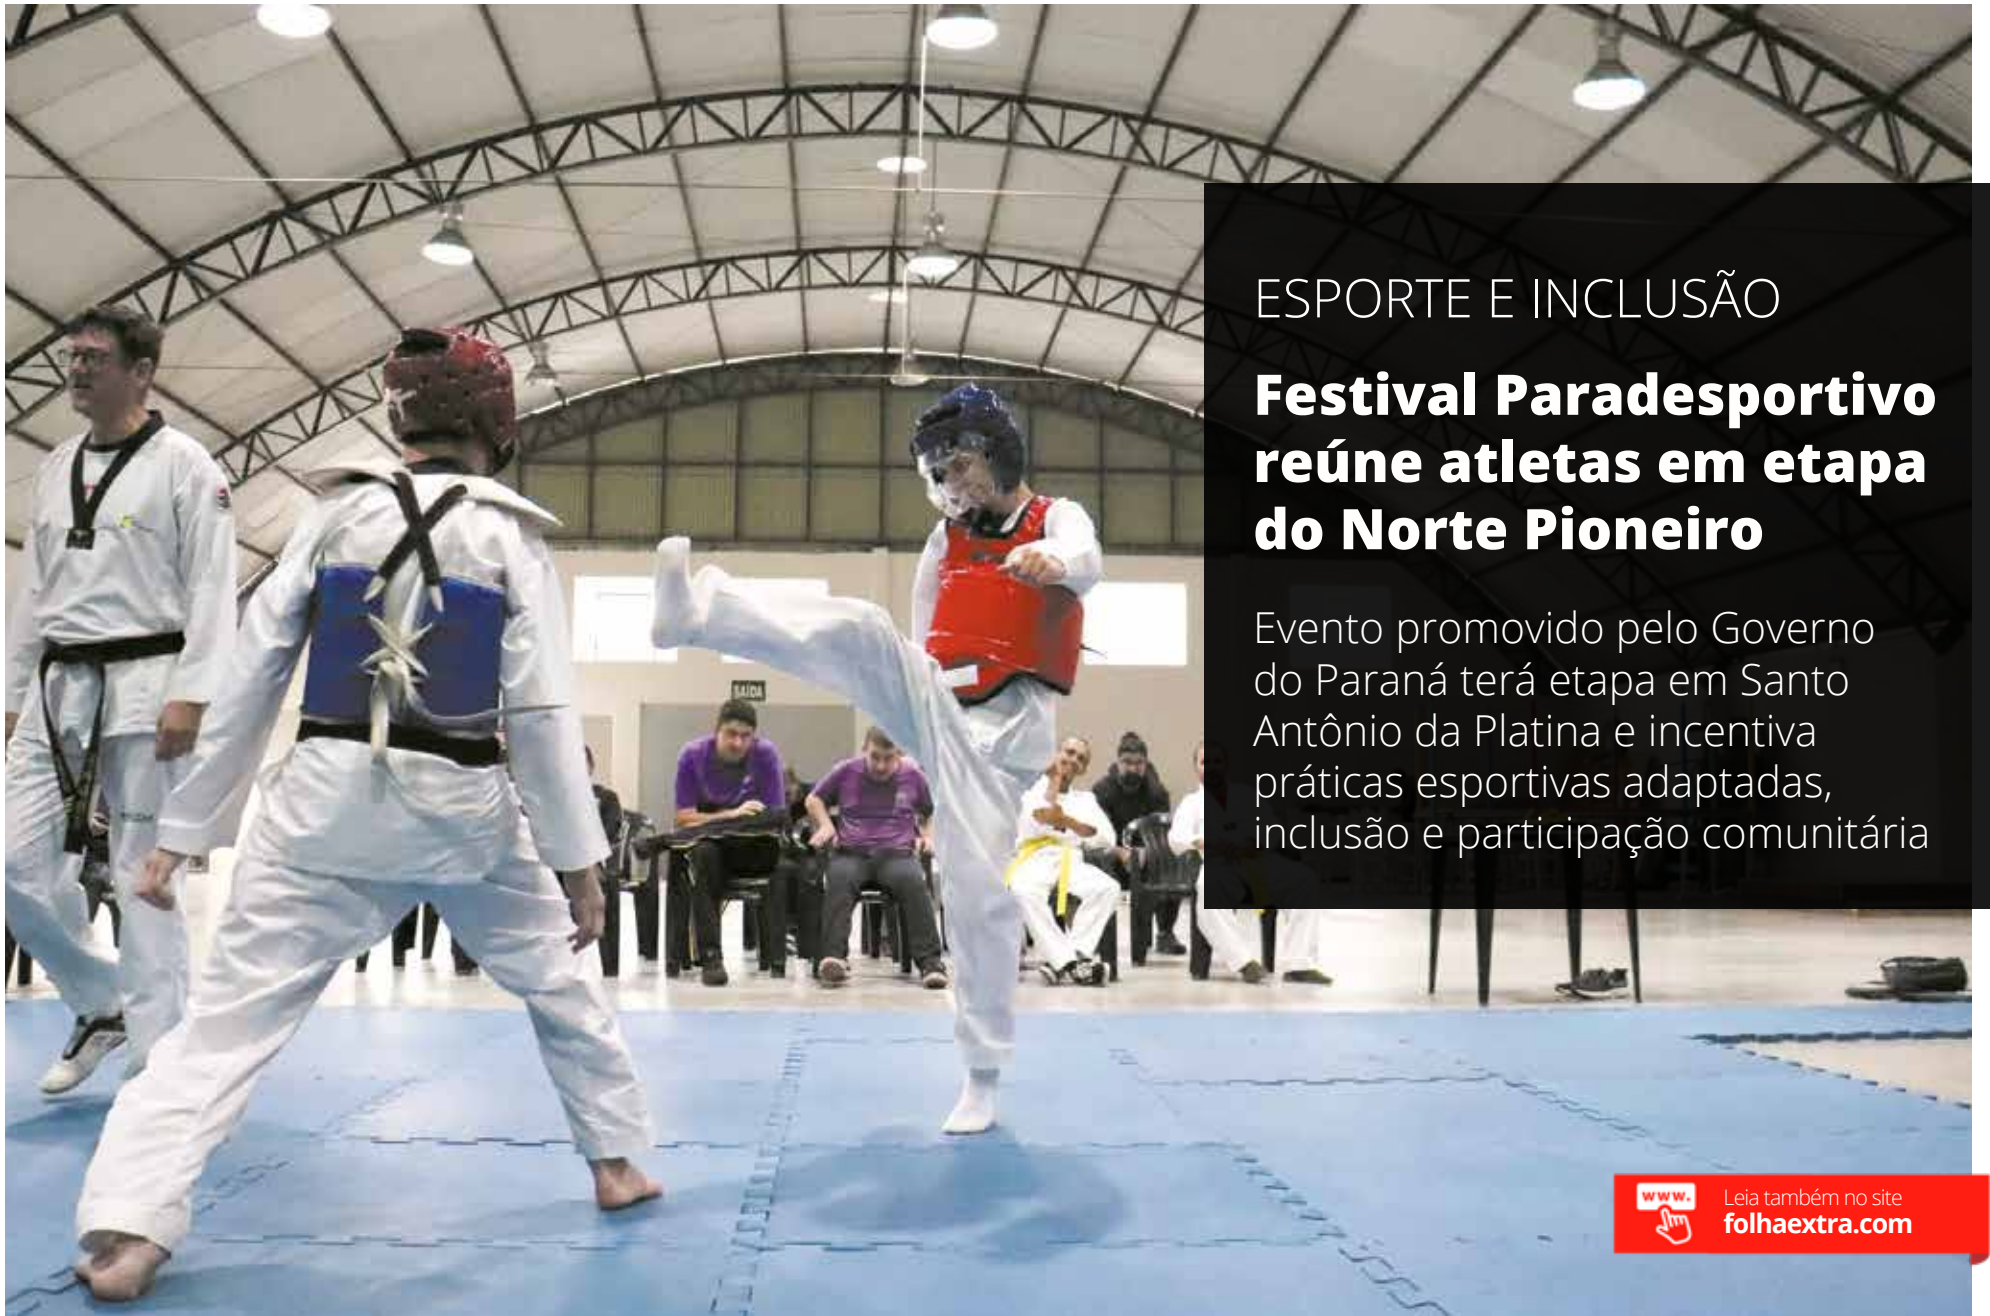 ESPORTE E INCLUSÃO
Festival Paradesportivo
reúne atletas em etapa
do Norte Pioneiro
Evento promovido pelo Governo
do Paraná terá etapa em Santo
Antônio da Platina e incentiva
práticas esportivas adaptadas,
inclusão e participação comunitária
SAÍDA
www.
Leia também no site
folhaextra.com